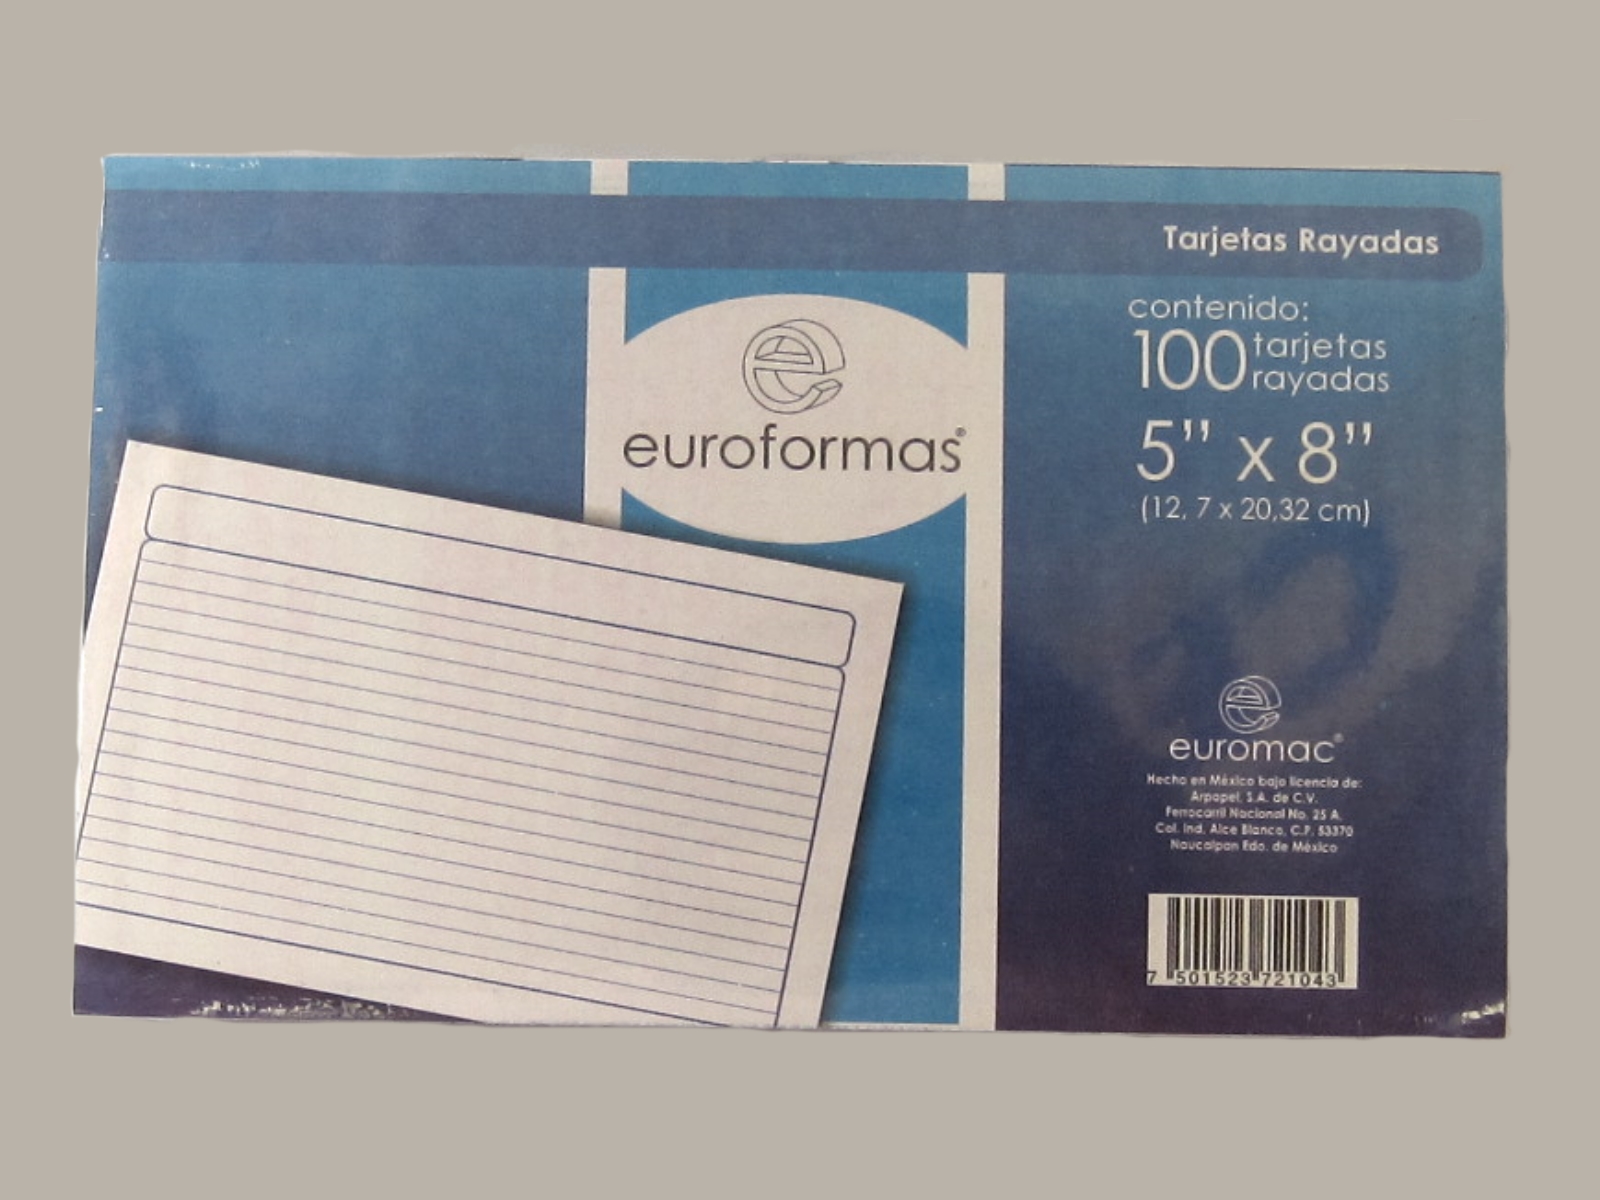 Tarjetas Rayadas
contenido:
100 tarjetas
rayadas
5” x 8”
(12, 7 x 20,32 cm)
euroformas®
euromac®
Hecho en México bajo licencia de:
Arpapel, S.A. de C.V.
Ferrocarril Nacional No. 25 A.
Col. Ind. Alce Blanco, C.P. 53370
Naucalpan Edo. de México
7 501523 721043